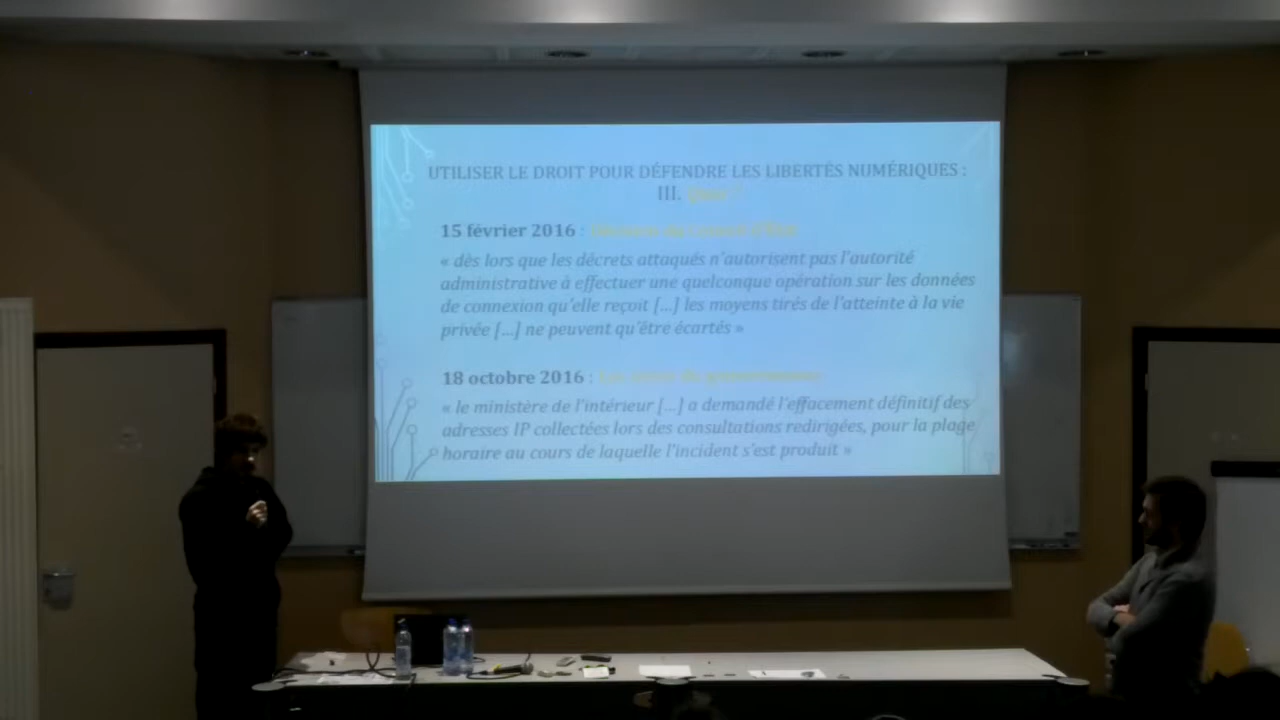 UTILISER LE DROIT POUR DÉFENDRE LES LIBERTÉS NUMÉRIQUES :
III.
15 février 2016 :
« dès lors que les décrets attaqués n'autorisent pas l'autorité
administrative à effectuer une quelconque opération sur les données
de connexion qu'elle reçoit [...] les moyens tirés de l'atteinte à la vie
privée [...] ne peuvent qu'être écartés »
18 octobre 2016 :
« le ministère de l'intérieur [...] a demandé l'effacement définitif des
adresses IP collectées lors des consultations redirigées, pour la plage
horaire au cours de laquelle l'incident s'est produit »